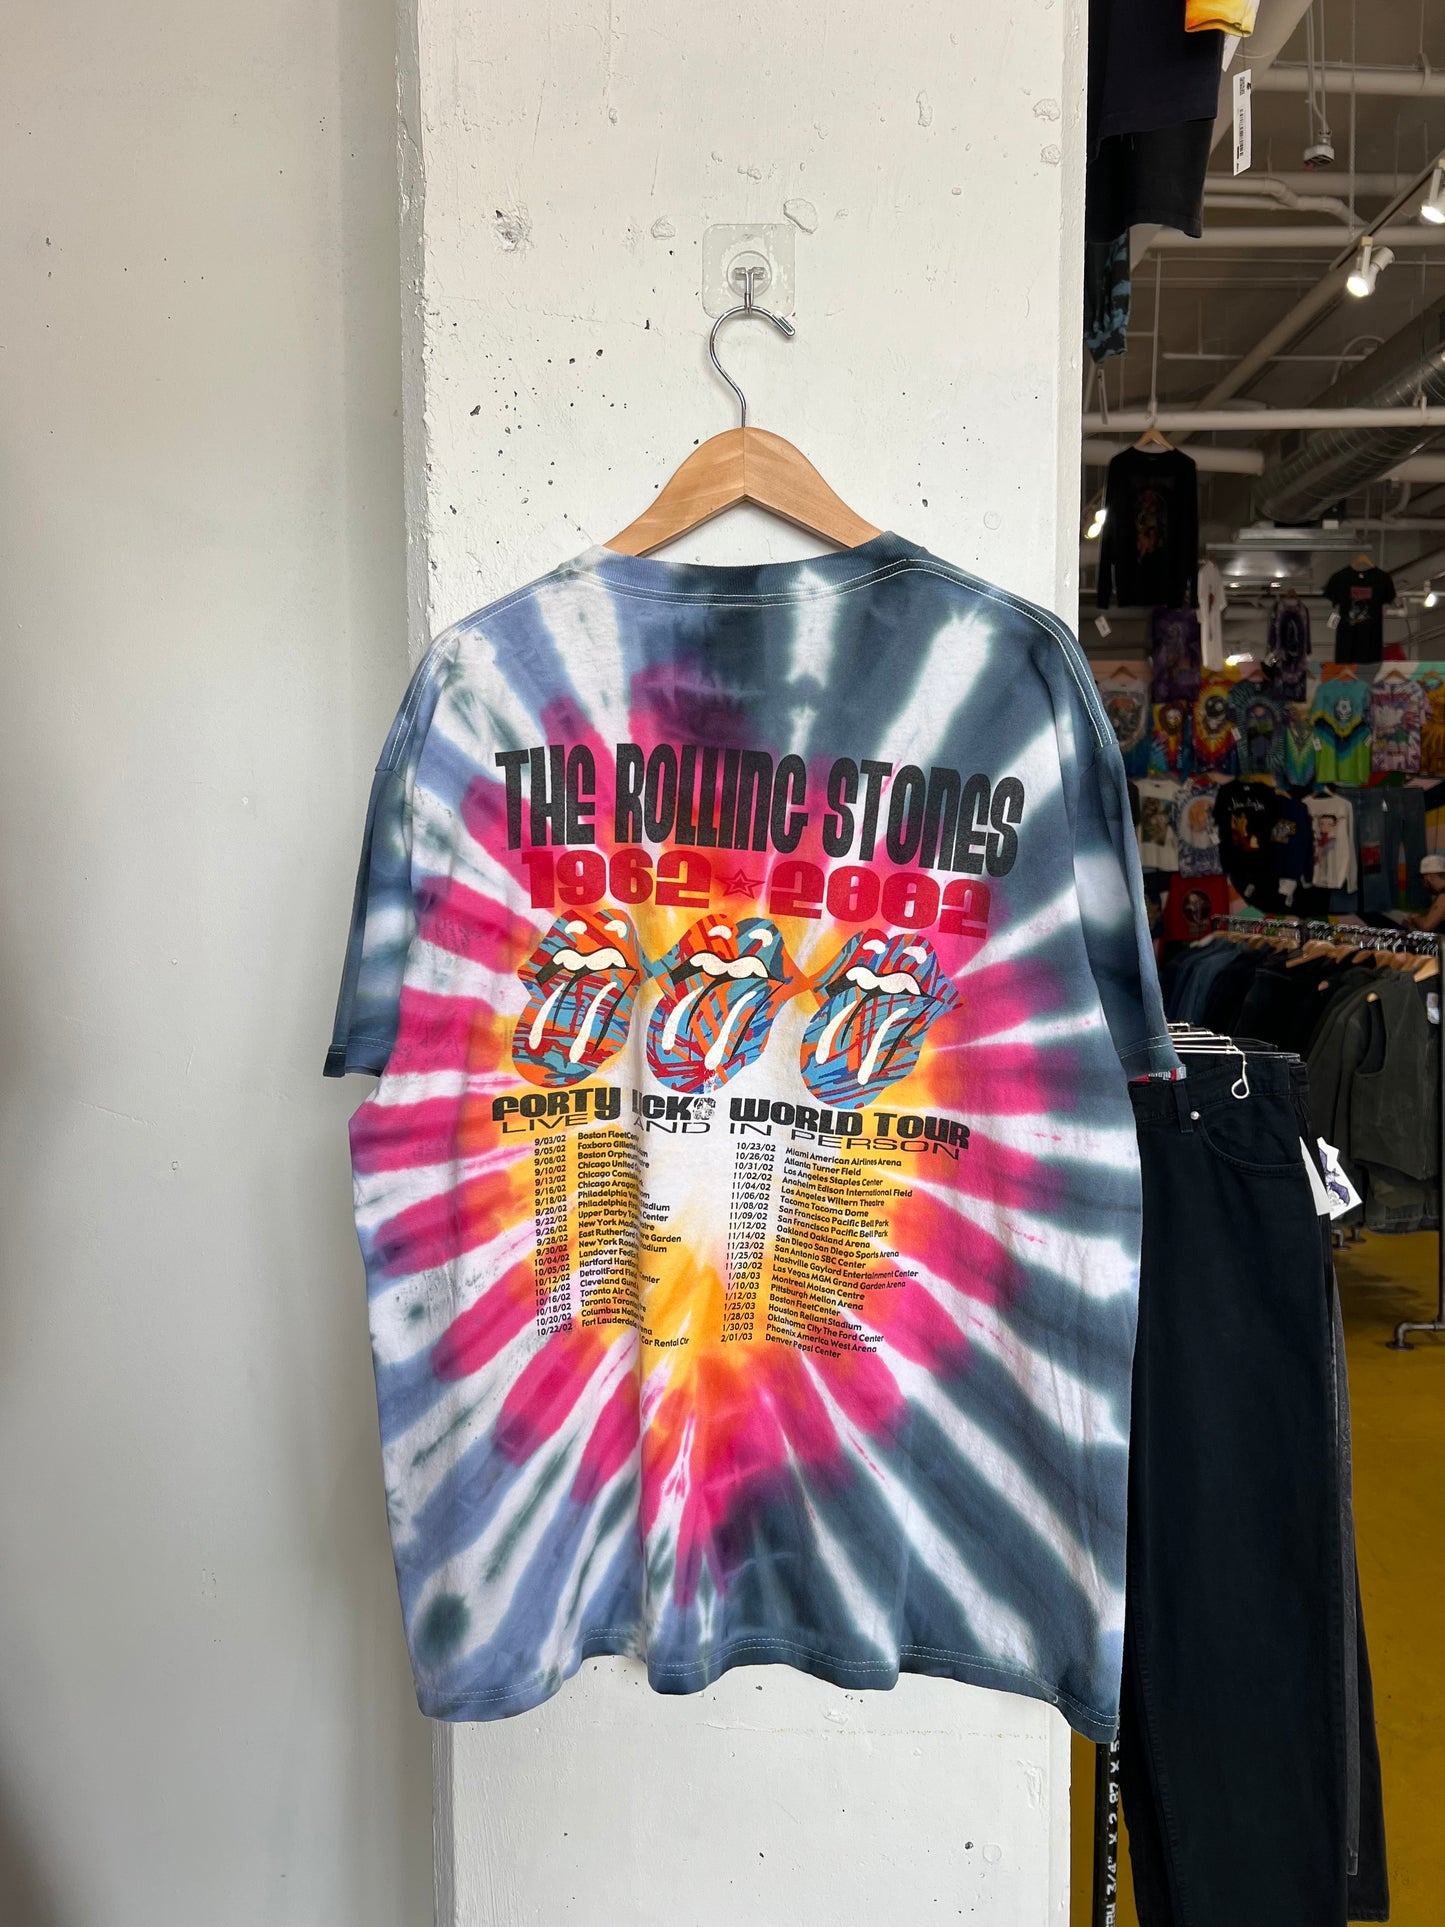 THE ROLLING STONES
1962 2002
FORTY LICKS WORLD TOUR
LIVE AND IN PERSON
9/03/02 Boston FleetCenter
9/05/02 Foxboro Gillette
9/08/02 Boston Orpheum
9/10/02 Chicago United
9/13/02 Chicago Comiskey
9/16/02 Chicago Aragon
9/18/02 Philadelphia
9/20/02 Philadelphia Center
9/22/02 Upper Darby
9/26/02 New York Garden
9/28/02 East Rutherford
9/30/02 New York
10/04/02 Landover FedEx
10/05/02 Hartford Hartford
10/12/02 Detroit Ford Field
10/14/02 Cleveland Gund
10/16/02 Toronto Air
10/18/02 Toronto
10/20/02 Columbus
10/22/02 Fort Lauderdale
Car Rental Ctr
10/23/02 Miami American Airlines Arena
10/26/02 Atlanta Turner Field
10/31/02 Los Angeles Staples Center
11/02/02 Anaheim Edison International Field
11/04/02 Los Angeles Wiltern Theatre
11/06/02 Tacoma Tacoma Dome
11/08/02 San Francisco Pacific Bell Park
11/09/02 San Francisco Pacific Bell Park
11/12/02 Oakland Oakland Arena
11/14/02 San Diego San Diego Sports Arena
11/23/02 San Antonio SBC Center
11/25/02 Nashville Gaylord Entertainment Center
11/30/02 Las Vegas MGM Grand Garden Arena
1/08/03 Montreal Molson Centre
1/10/03 Pittsburgh Mellon Arena
1/12/03 Boston FleetCenter
1/25/03 Houston Reliant Stadium
1/28/03 Oklahoma City The Ford Center
1/30/03 Phoenix America West Arena
2/01/03 Denver Pepsi Center